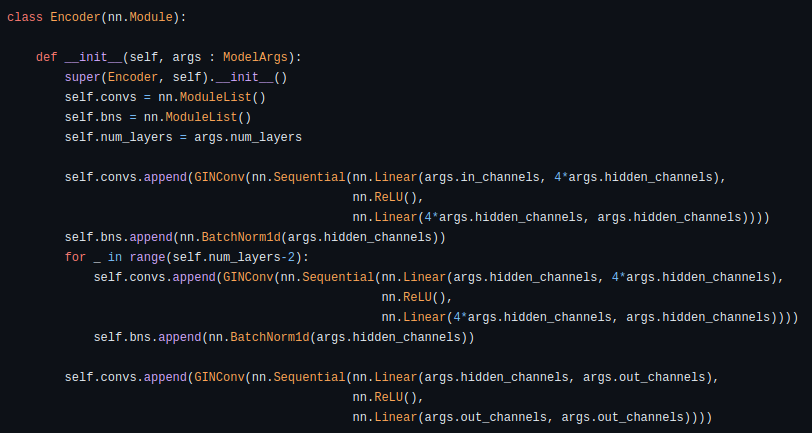 class Encoder(nn.Module):
    def __init__(self, args : ModelArgs):
        super(Encoder, self).__init__()
        self.convs = nn.ModuleList()
        self.bns = nn.ModuleList()
        self.num_layers = args.num_layers
        self.convs.append(GINConv(nn.Sequential(nn.Linear(args.in_channels, 4*args.hidden_channels),
                                                nn.ReLU(),
                                                nn.Linear(4*args.hidden_channels, args.hidden_channels))))
        self.bns.append(nn.BatchNorm1d(args.hidden_channels))
        for _ in range(self.num_layers-2):
            self.convs.append(GINConv(nn.Sequential(nn.Linear(args.hidden_channels, 4*args.hidden_channels),
                                                    nn.ReLU(),
                                                    nn.Linear(4*args.hidden_channels, args.hidden_channels))))
            self.bns.append(nn.BatchNorm1d(args.hidden_channels))
        self.convs.append(GINConv(nn.Sequential(nn.Linear(args.hidden_channels, args.out_channels),
                                                nn.ReLU(),
                                                nn.Linear(args.out_channels, args.out_channels))))